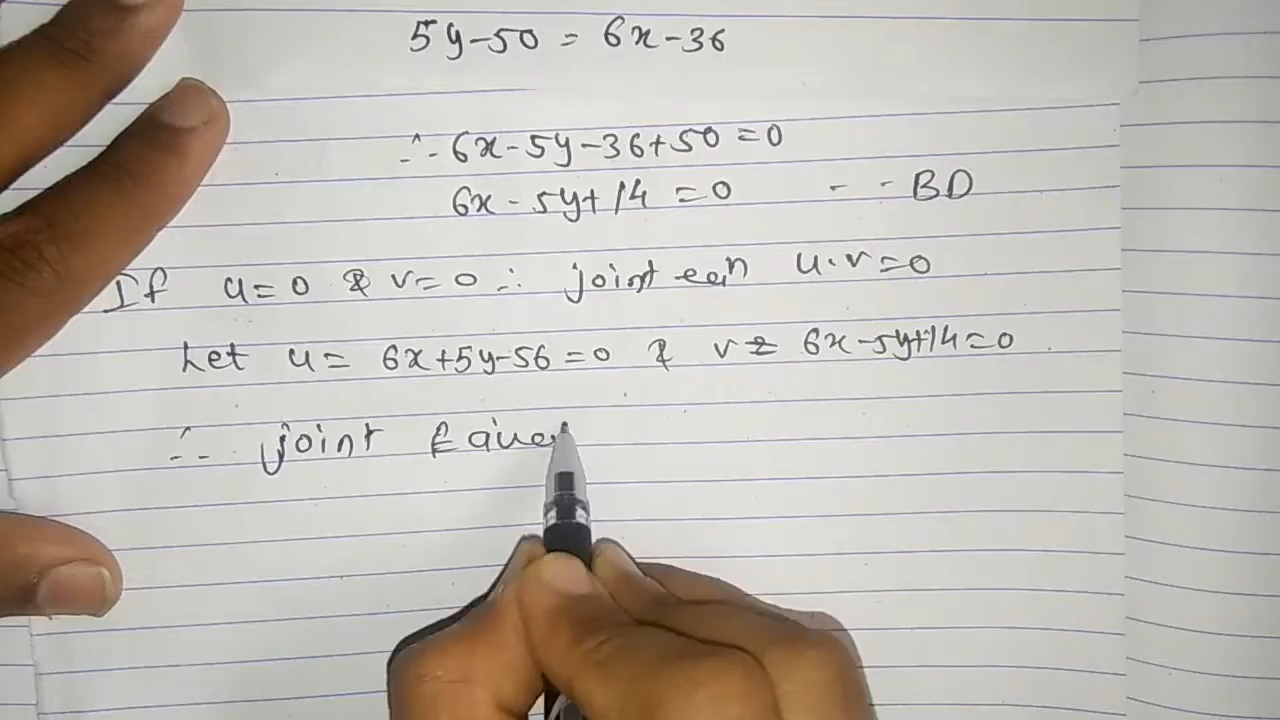 5y-50 = 6x-36
∴ 6x-5y-36+50=0
6x-5y+14=0 - - BD
If u=0 & v=0 ∴ joint eqn u.v=0
Let u= 6x+5y-56=0 & v= 6x-5y+14=0.
∴ joint Equa